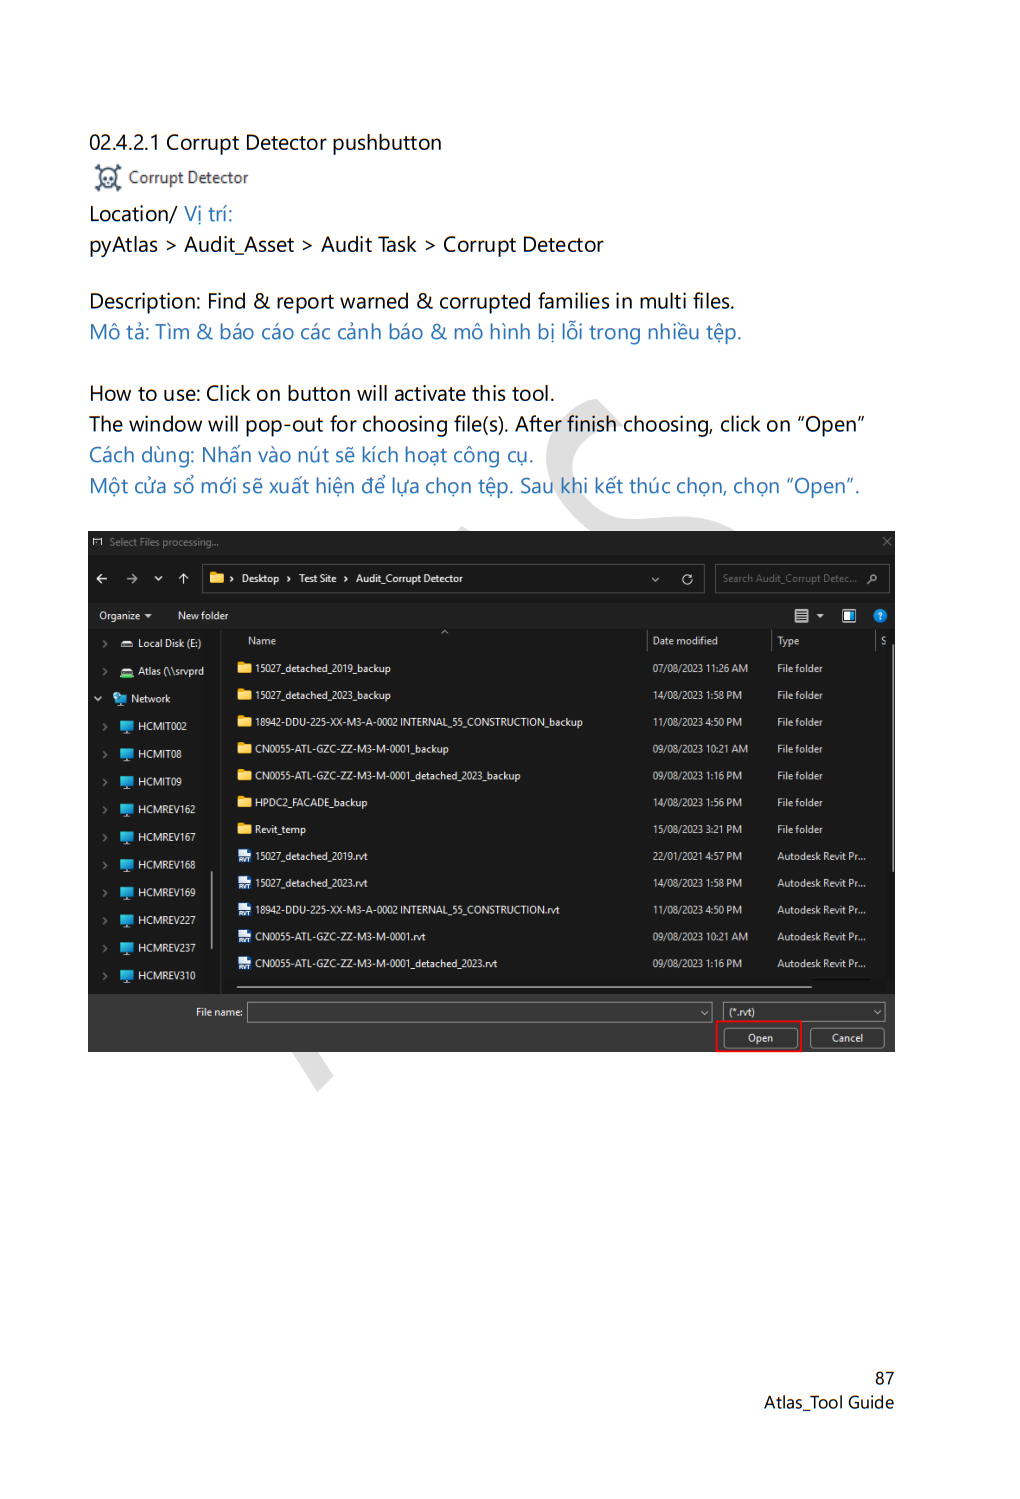 02.4.2.1 Corrupt Detector pushbutton
Corrupt Detector
Location/ Vị trí:
pyAtlas > Audit_Asset > Audit Task > Corrupt Detector
Description: Find & report warned & corrupted families in multi files.
Mô tả: Tìm & báo cáo các cảnh báo & mô hình bị lỗi trong nhiều tệp.
How to use: Click on button will activate this tool.
The window will pop-out for choosing file(s). After finish choosing, click on “Open”
Cách dùng: Nhấn vào nút sẽ kích hoạt công cụ.
Một cửa sổ mới sẽ xuất hiện để lựa chọn tệp. Sau khi kết thúc chọn, chọn “Open”.
Select Files processing...
Desktop > Test Site > Audit_Corrupt Detector Search Audit_Corrupt Detec...
Organize New folder
Name Date modified Type S
Local Disk (E:)
Atlas (\\srvprd
Network
HCMIT002
HCMIT08
HCMIT09
HCMREV162
HCMREV167
HCMREV168
HCMREV169
HCMREV227
HCMREV237
HCMREV310
15027_detached_2019_backup 07/08/2023 11:26 AM File folder
15027_detached_2023_backup 14/08/2023 1:58 PM File folder
18942-DDU-225-XX-M3-A-0002 INTERNAL_55_CONSTRUCTION_backup 11/08/2023 4:50 PM File folder
CN0055-ATL-GZC-ZZ-M3-M-0001_backup 09/08/2023 10:21 AM File folder
CN0055-ATL-GZC-ZZ-M3-M-0001_detached_2023_backup 09/08/2023 1:16 PM File folder
HPDC2_FACADE_backup 14/08/2023 1:56 PM File folder
Revit_temp 15/08/2023 3:21 PM File folder
15027_detached_2019.rvt 22/01/2021 4:57 PM Autodesk Revit Pr...
15027_detached_2023.rvt 14/08/2023 1:58 PM Autodesk Revit Pr...
18942-DDU-225-XX-M3-A-0002 INTERNAL_55_CONSTRUCTION.rvt 11/08/2023 4:50 PM Autodesk Revit Pr...
CN0055-ATL-GZC-ZZ-M3-M-0001.rvt 09/08/2023 10:21 AM Autodesk Revit Pr...
CN0055-ATL-GZC-ZZ-M3-M-0001_detached_2023.rvt 09/08/2023 1:16 PM Autodesk Revit Pr...
File name: (*.rvt)
Open Cancel
87
Atlas_Tool Guide